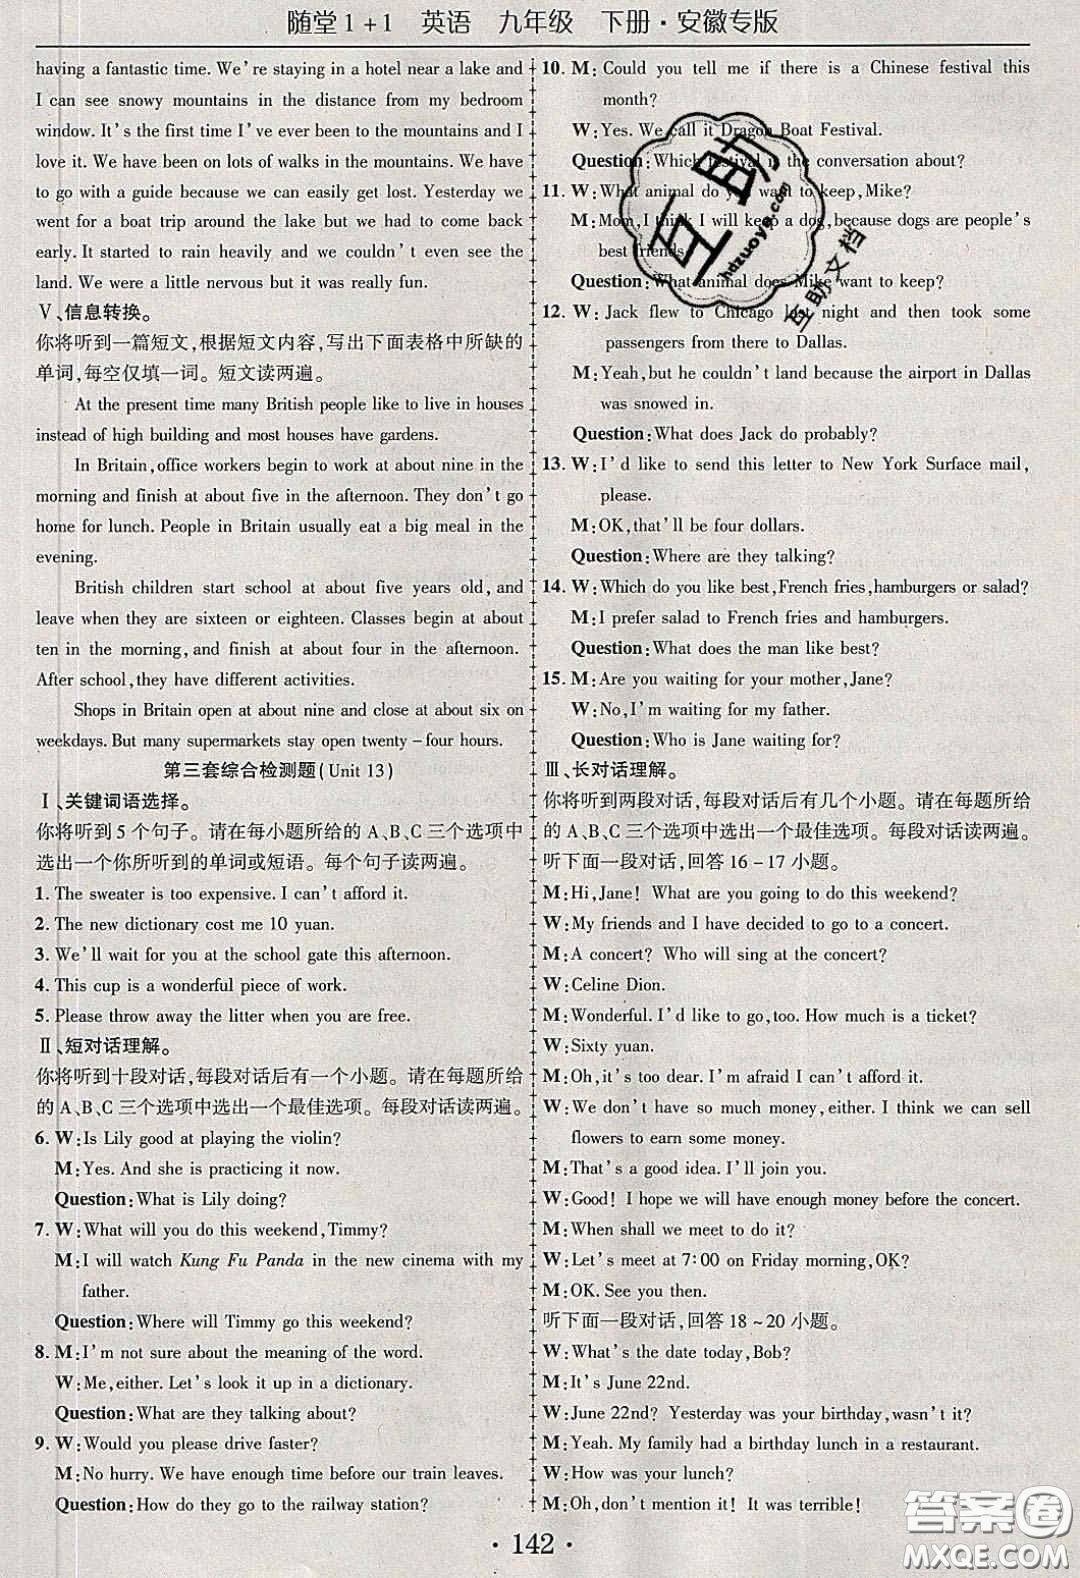 随堂1+1 英语 九年级 下册·安徽专版
having a fantastic time. We're staying in a hotel near a lake and
I can see snowy mountains in the distance from my bedroom
window. It's the first time I've ever been to the mountains and I
love it. We have been on lots of walks in the mountains. We have
to go with a guide because we can easily get lost. Yesterday we
went for a boat trip around the lake but we had to come back
early. It started to rain heavily and we couldn't even see the
land. We were a little nervous but it was really fun.
Ⅴ、信息转换。
你将听到一篇短文,根据短文内容,写出下面表格中所缺的
单词,每空仅填一词。短文读两遍。
At the present time many British people like to live in houses
instead of high building and most houses have gardens.
In Britain, office workers begin to work at about nine in the
morning and finish at about five in the afternoon. They don't go
home for lunch. People in Britain usually eat a big meal in the
evening.
British children start school at about five years old, and
leave when they are sixteen or eighteen. Classes begin at about
ten in the morning, and finish at about four in the afternoon.
After school, they have different activities.
Shops in Britain open at about nine and close at about six on
weekdays. But many supermarkets stay open twenty-four hours.
第三套综合检测题(Unit 13)
Ⅰ、关键词语选择。
你将听到5个句子。请在每小题所给的A、B、C三个选项中
选出一个你所听到的单词或短语。每个句子读两遍。
1. The sweater is too expensive. I can't afford it.
2. The new dictionary cost me 10 yuan.
3. We'll wait for you at the school gate this afternoon.
4. This cup is a wonderful piece of work.
5. Please throw away the litter when you are free.
Ⅱ、短对话理解。
你将听到十段对话,每段对话后有一个小题。请在每题所给
的A、B、C三个选项中选出一个最佳选项。每段对话读两遍。
6. W: Is Lily good at playing the violin?
M: Yes. And she is practicing it now.
Question: What is Lily doing?
7. W: What will you do this weekend, Timmy?
M: I will watch Kung Fu Panda in the new cinema with my
father.
Question: Where will Timmy go this weekend?
8. M: I'm not sure about the meaning of the word.
W: Me, either. Let's look it up in a dictionary.
Question: What are they talking about?
9. W: Would you please drive faster?
M: No hurry. We have enough time before our train leaves.
Question: How do they go to the railway station?
10. M: Could you tell me if there is a Chinese festival this
month?
W: Yes. We call it Dragon Boat Festival.
Question: Which festival is the conversation about?
11. W: What animal do you want to keep, Mike?
M: Mom, I think I will keep a dog, because dogs are people's
best friends.
Question: What animal does Mike want to keep?
12. W: Jack flew to Chicago last night and then took some
passengers from there to Dallas.
M: Yeah, but he couldn't land because the airport in Dallas
was snowed in.
Question: What does Jack do probably?
13. W: I'd like to send this letter to New York Surface mail,
please.
M: OK, that'll be four dollars.
Question: Where are they talking?
14. W: Which do you like best, French fries, hamburgers or salad?
M: I prefer salad to French fries and hamburgers.
Question: What does the man like best?
15. M: Are you waiting for your mother, Jane?
W: No, I'm waiting for my father.
Question: Who is Jane waiting for?
Ⅲ、长对话理解。
你将听到两段对话,每段对话后有几个小题。请在每题所给
的A、B、C三个选项中选出一个最佳选项。每段对话读两遍。
听下面一段对话,回答16-17小题。
M: Hi, Jane! What are you going to do this weekend?
W: My friends and I have decided to go to a concert.
M: A concert? Who will sing at the concert?
W: Celine Dion.
M: Wonderful. I'd like to go, too. How much is a ticket?
W: Sixty yuan.
M: Oh, it's too dear. I'm afraid I can't afford it.
W: We don't have so much money, either. I think we can sell
flowers to earn some money.
M: That's a good idea. I'll join you.
W: Good! I hope we will have enough money before the concert.
M: When shall we meet to do it?
W: Let's meet at 7:00 on Friday morning, OK?
M: OK. See you then.
听下面一段对话,回答18~20小题。
W: What's the date today, Bob?
M: It's June 22nd.
W: June 22nd? Yesterday was your birthday, wasn't it?
M: Yeah. My family had a birthday lunch in a restaurant.
W: How was your lunch?
M: Oh, don't mention it! It was terrible!
· 142 ·
互助
hdzuoye.com
互助文档
答案圈
MXQE.COM